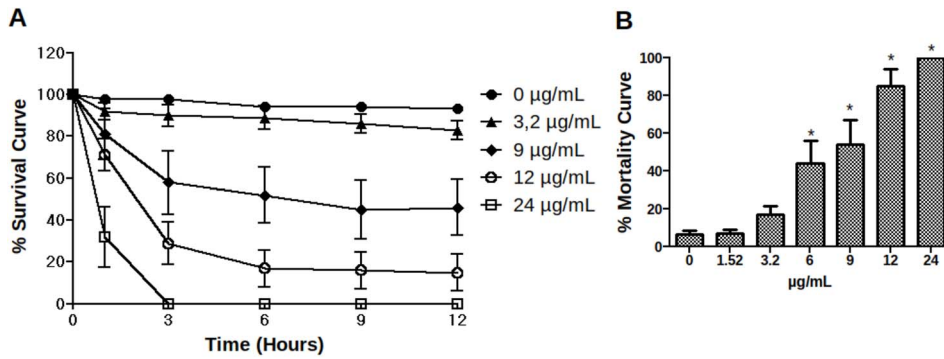 A
% Survival Curve
120
100
80
60
40
20
0
0 3 6 9 12
Time (Hours)
0 µg/mL
3,2 µg/mL
9 µg/mL
12 µg/mL
24 µg/mL
B
% Mortality Curve
100
80
60
40
20
0
* * * *
0 1.52 3.2 6 9 12 24
µg/mL